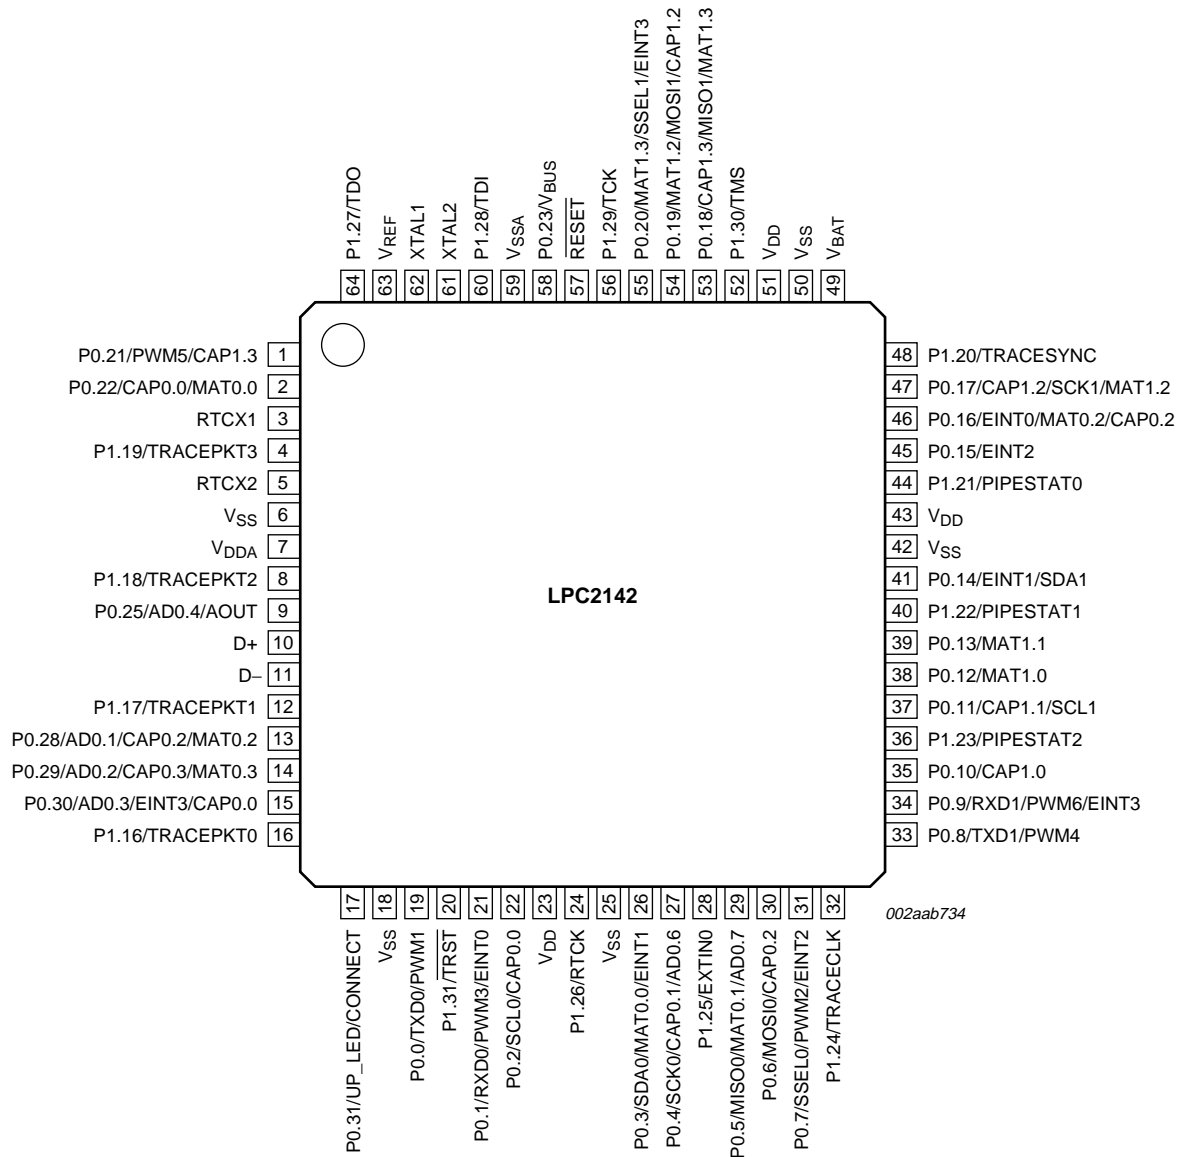 64 P1.27/TDO
63 VREF
62 XTAL1
61 XTAL2
60 P1.28/TDI
59 VSSA
58 P0.23/VBUS
57 RESET
56 P1.29/TCK
55 P0.20/MAT1.3/SSEL1/EINT3
54 P0.19/MAT1.2/MOSI1/CAP1.2
53 P0.18/CAP1.3/MISO1/MAT1.3
52 P1.30/TMS
51 VDD
50 VSS
49 VBAT
P0.21/PWM5/CAP1.3 1
P0.22/CAP0.0/MAT0.0 2
RTCX1 3
P1.19/TRACEPKT3 4
RTCX2 5
VSS 6
VDDA 7
P1.18/TRACEPKT2 8
P0.25/AD0.4/AOUT 9
D+ 10
D− 11
P1.17/TRACEPKT1 12
P0.28/AD0.1/CAP0.2/MAT0.2 13
P0.29/AD0.2/CAP0.3/MAT0.3 14
P0.30/AD0.3/EINT3/CAP0.0 15
P1.16/TRACEPKT0 16
LPC2142
48 P1.20/TRACESYNC
47 P0.17/CAP1.2/SCK1/MAT1.2
46 P0.16/EINT0/MAT0.2/CAP0.2
45 P0.15/EINT2
44 P1.21/PIPESTAT0
43 VDD
42 VSS
41 P0.14/EINT1/SDA1
40 P1.22/PIPESTAT1
39 P0.13/MAT1.1
38 P0.12/MAT1.0
37 P0.11/CAP1.1/SCL1
36 P1.23/PIPESTAT2
35 P0.10/CAP1.0
34 P0.9/RXD1/PWM6/EINT3
33 P0.8/TXD1/PWM4
P0.31/UP_LED/CONNECT 17
VSS 18
P0.0/TXD0/PWM1 19
P1.31/TRST 20
P0.1/RXD0/PWM3/EINT0 21
P0.2/SCL0/CAP0.0 22
VDD 23
P1.26/RTCK 24
VSS 25
P0.3/SDA0/MAT0.0/EINT1 26
P0.4/SCK0/CAP0.1/AD0.6 27
P1.25/EXTIN0 28
P0.5/MISO0/MAT0.1/AD0.7 29
P0.6/MOSI0/CAP0.2 30
P0.7/SSEL0/PWM2/EINT2 31
P1.24/TRACECLK 32
002aab734